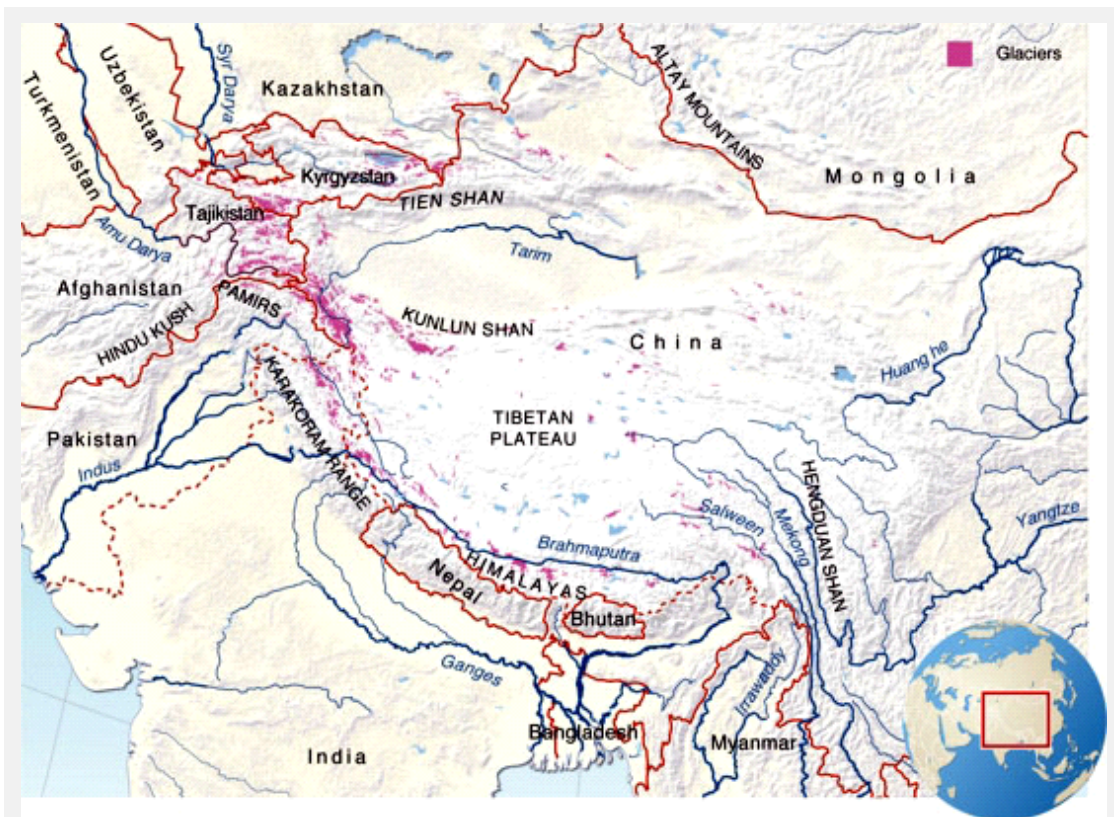 Glaciers
Syr Darya
Uzbekistan
Turkmenistan
Kazakhstan
ALTAY MOUNTAINS
Mongolia
Kyrgyzstan
TIEN SHAN
Tajikistan
Amu Darya
Tarim
Afghanistan
PAMIRS
HINDU KUSH
KUNLUN SHAN
China
Huang he
KARAKORAM RANGE
TIBETAN
PLATEAU
Pakistan
Indus
HENGDUAN SHAN
Salween
Mekong
Yangtze
Brahmaputra
HIMALAYAS
Nepal
Bhutan
Ganges
Irrawaddy
Bangladesh
Myanmar
India